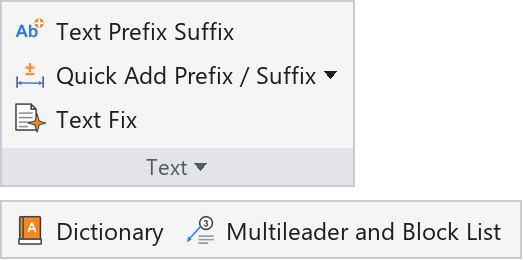 Text Prefix Suffix
Quick Add Prefix / Suffix
Text Fix
Text
Dictionary Multileader and Block List